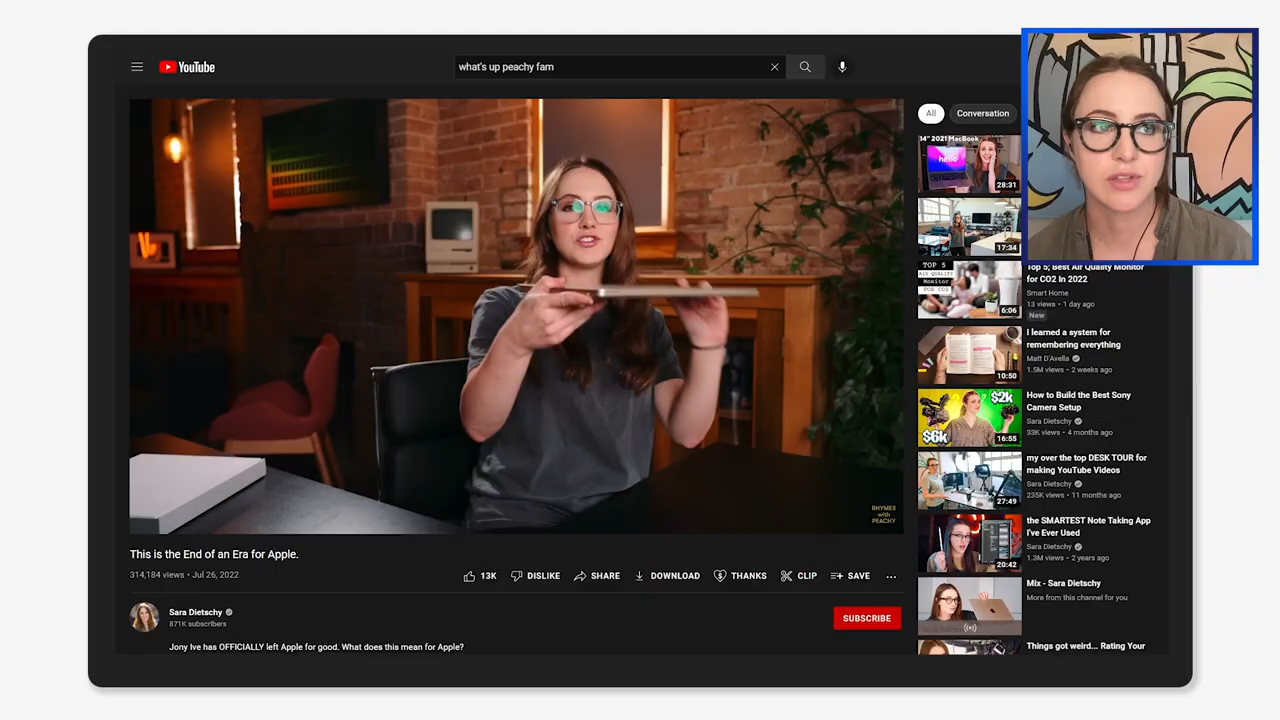 YouTube
what's up peachy fam
All
Conversation
14" 2021 MacBook
hello
28:31
17:34
TOP 5
AIR QUALITY
Monitor
FOR CO2
6:06
Top 5; Best Air Quality Monitor
for CO2 In 2022
Smart Home
13 views • 1 day ago
New
I learned a system for
remembering everything
Matt D'Avella
1.5M views • 2 weeks ago
10:50
$2k
$6k
16:55
How to Build the Best Sony
Camera Setup
Sara Dietschy
33K views • 4 months ago
my over the top DESK TOUR for
making YouTube Videos
Sara Dietschy
235K views • 11 months ago
27:49
the SMARTEST Note Taking App
I've Ever Used
Sara Dietschy
1.3M views • 2 years ago
20:42
Mix - Sara Dietschy
More from this channel for you
Things got weird... Rating Your
RHYMES
with
PEACHY
This is the End of an Era for Apple.
314,184 views • Jul 26, 2022
13K
DISLIKE
SHARE
DOWNLOAD
THANKS
CLIP
SAVE
Sara Dietschy
871K subscribers
SUBSCRIBE
Jony Ive has OFFICIALLY left Apple for good. What does this mean for Apple?